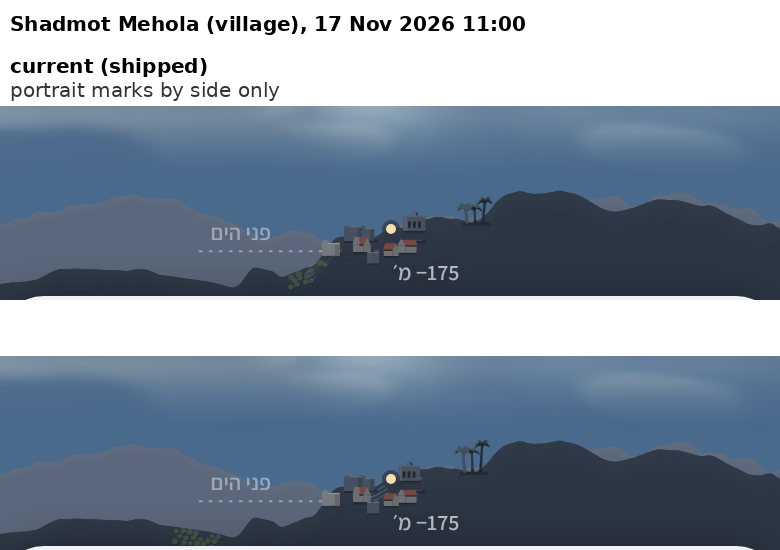 Shadmot Mehola (village), 17 Nov 2026 11:00
current (shipped)
portrait marks by side only
פני הים
−175 מ׳
פני הים
−175 מ׳